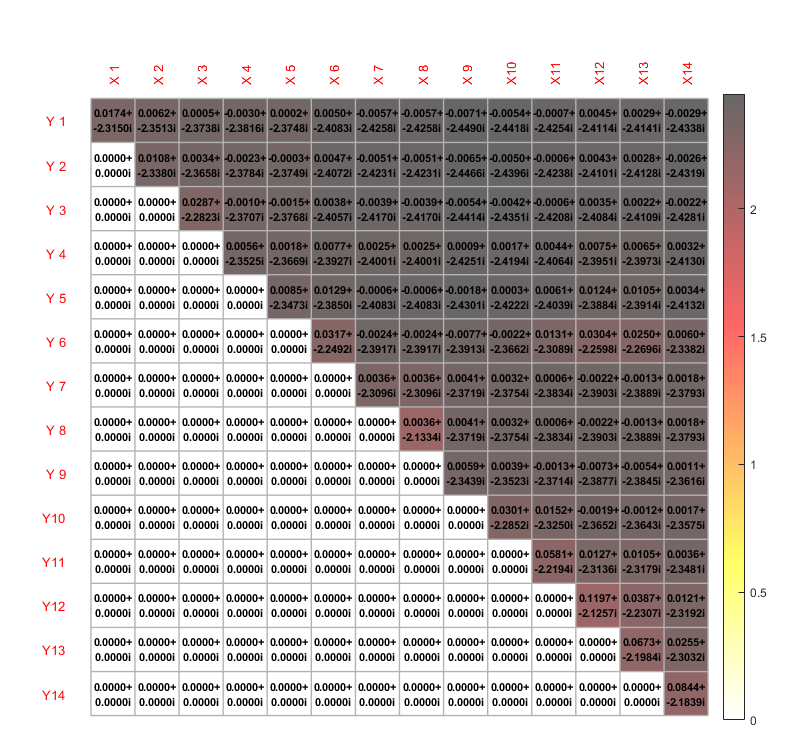 X 1 X 2 X 3 X 4 X 5 X 6 X 7 X 8 X 9 X10 X11 X12 X13 X14
Y 1 0.0174+ 0.0062+ 0.0005+ -0.0030+ 0.0002+ 0.0050+ -0.0057+ -0.0057+ -0.0071+ -0.0054+ -0.0007+ 0.0045+ 0.0029+ -0.0029+
-2.3150i -2.3513i -2.3738i -2.3816i -2.3748i -2.4083i -2.4258i -2.4258i -2.4490i -2.4418i -2.4254i -2.4114i -2.4141i -2.4338i
Y 2 0.0000+ 0.0108+ 0.0034+ -0.0023+ -0.0003+ 0.0047+ -0.0051+ -0.0051+ -0.0065+ -0.0050+ -0.0006+ 0.0043+ 0.0028+ -0.0026+
0.0000i -2.3380i -2.3658i -2.3784i -2.3749i -2.4072i -2.4231i -2.4231i -2.4466i -2.4396i -2.4238i -2.4101i -2.4128i -2.4319i
Y 3 0.0000+ 0.0000+ 0.0287+ -0.0010+ -0.0015+ 0.0038+ -0.0039+ -0.0039+ -0.0054+ -0.0042+ -0.0006+ 0.0035+ 0.0022+ -0.0022+
0.0000i 0.0000i -2.2823i -2.3707i -2.3768i -2.4057i -2.4170i -2.4170i -2.4414i -2.4351i -2.4208i -2.4084i -2.4109i -2.4281i
Y 4 0.0000+ 0.0000+ 0.0000+ 0.0056+ 0.0018+ 0.0077+ 0.0025+ 0.0025+ 0.0009+ 0.0017+ 0.0044+ 0.0075+ 0.0065+ 0.0032+
0.0000i 0.0000i 0.0000i -2.3525i -2.3669i -2.3927i -2.4001i -2.4001i -2.4251i -2.4194i -2.4064i -2.3951i -2.3973i -2.4130i
Y 5 0.0000+ 0.0000+ 0.0000+ 0.0000+ 0.0085+ 0.0129+ -0.0006+ -0.0006+ -0.0018+ 0.0003+ 0.0061+ 0.0124+ 0.0105+ 0.0034+
0.0000i 0.0000i 0.0000i 0.0000i -2.3473i -2.3850i -2.4083i -2.4083i -2.4301i -2.4222i -2.4039i -2.3884i -2.3914i -2.4132i
Y 6 0.0000+ 0.0000+ 0.0000+ 0.0000+ 0.0000+ 0.0317+ -0.0024+ -0.0024+ -0.0077+ -0.0022+ 0.0131+ 0.0304+ 0.0250+ 0.0060+
0.0000i 0.0000i 0.0000i 0.0000i 0.0000i -2.2492i -2.3917i -2.3917i -2.3913i -2.3662i -2.3089i -2.2598i -2.2696i -2.3382i
Y 7 0.0000+ 0.0000+ 0.0000+ 0.0000+ 0.0000+ 0.0000+ 0.0036+ 0.0036+ 0.0041+ 0.0032+ 0.0006+ -0.0022+ -0.0013+ 0.0018+
0.0000i 0.0000i 0.0000i 0.0000i 0.0000i 0.0000i -2.3096i -2.3096i -2.3719i -2.3754i -2.3834i -2.3903i -2.3889i -2.3793i
Y 8 0.0000+ 0.0000+ 0.0000+ 0.0000+ 0.0000+ 0.0000+ 0.0000+ 0.0036+ 0.0041+ 0.0032+ 0.0006+ -0.0022+ -0.0013+ 0.0018+
0.0000i 0.0000i 0.0000i 0.0000i 0.0000i 0.0000i 0.0000i -2.1334i -2.3719i -2.3754i -2.3834i -2.3903i -2.3889i -2.3793i
Y 9 0.0000+ 0.0000+ 0.0000+ 0.0000+ 0.0000+ 0.0000+ 0.0000+ 0.0000+ 0.0059+ 0.0039+ -0.0013+ -0.0073+ -0.0054+ 0.0011+
0.0000i 0.0000i 0.0000i 0.0000i 0.0000i 0.0000i 0.0000i 0.0000i -2.3439i -2.3523i -2.3714i -2.3877i -2.3845i -2.3616i
Y10 0.0000+ 0.0000+ 0.0000+ 0.0000+ 0.0000+ 0.0000+ 0.0000+ 0.0000+ 0.0000+ 0.0301+ 0.0152+ -0.0019+ -0.0012+ 0.0017+
0.0000i 0.0000i 0.0000i 0.0000i 0.0000i 0.0000i 0.0000i 0.0000i 0.0000i -2.2852i -2.3250i -2.3652i -2.3643i -2.3575i
Y11 0.0000+ 0.0000+ 0.0000+ 0.0000+ 0.0000+ 0.0000+ 0.0000+ 0.0000+ 0.0000+ 0.0000+ 0.0581+ 0.0127+ 0.0105+ 0.0036+
0.0000i 0.0000i 0.0000i 0.0000i 0.0000i 0.0000i 0.0000i 0.0000i 0.0000i 0.0000i -2.2194i -2.3136i -2.3179i -2.3481i
Y12 0.0000+ 0.0000+ 0.0000+ 0.0000+ 0.0000+ 0.0000+ 0.0000+ 0.0000+ 0.0000+ 0.0000+ 0.0000+ 0.1197+ 0.0387+ 0.0121+
0.0000i 0.0000i 0.0000i 0.0000i 0.0000i 0.0000i 0.0000i 0.0000i 0.0000i 0.0000i 0.0000i -2.1257i -2.2307i -2.3192i
Y13 0.0000+ 0.0000+ 0.0000+ 0.0000+ 0.0000+ 0.0000+ 0.0000+ 0.0000+ 0.0000+ 0.0000+ 0.0000+ 0.0000+ 0.0673+ 0.0255+
0.0000i 0.0000i 0.0000i 0.0000i 0.0000i 0.0000i 0.0000i 0.0000i 0.0000i 0.0000i 0.0000i 0.0000i -2.1984i -2.3032i
Y14 0.0000+ 0.0000+ 0.0000+ 0.0000+ 0.0000+ 0.0000+ 0.0000+ 0.0000+ 0.0000+ 0.0000+ 0.0000+ 0.0000+ 0.0000+ 0.0844+
0.0000i 0.0000i 0.0000i 0.0000i 0.0000i 0.0000i 0.0000i 0.0000i 0.0000i 0.0000i 0.0000i 0.0000i 0.0000i -2.1839i
2
1.5
1
0.5
0